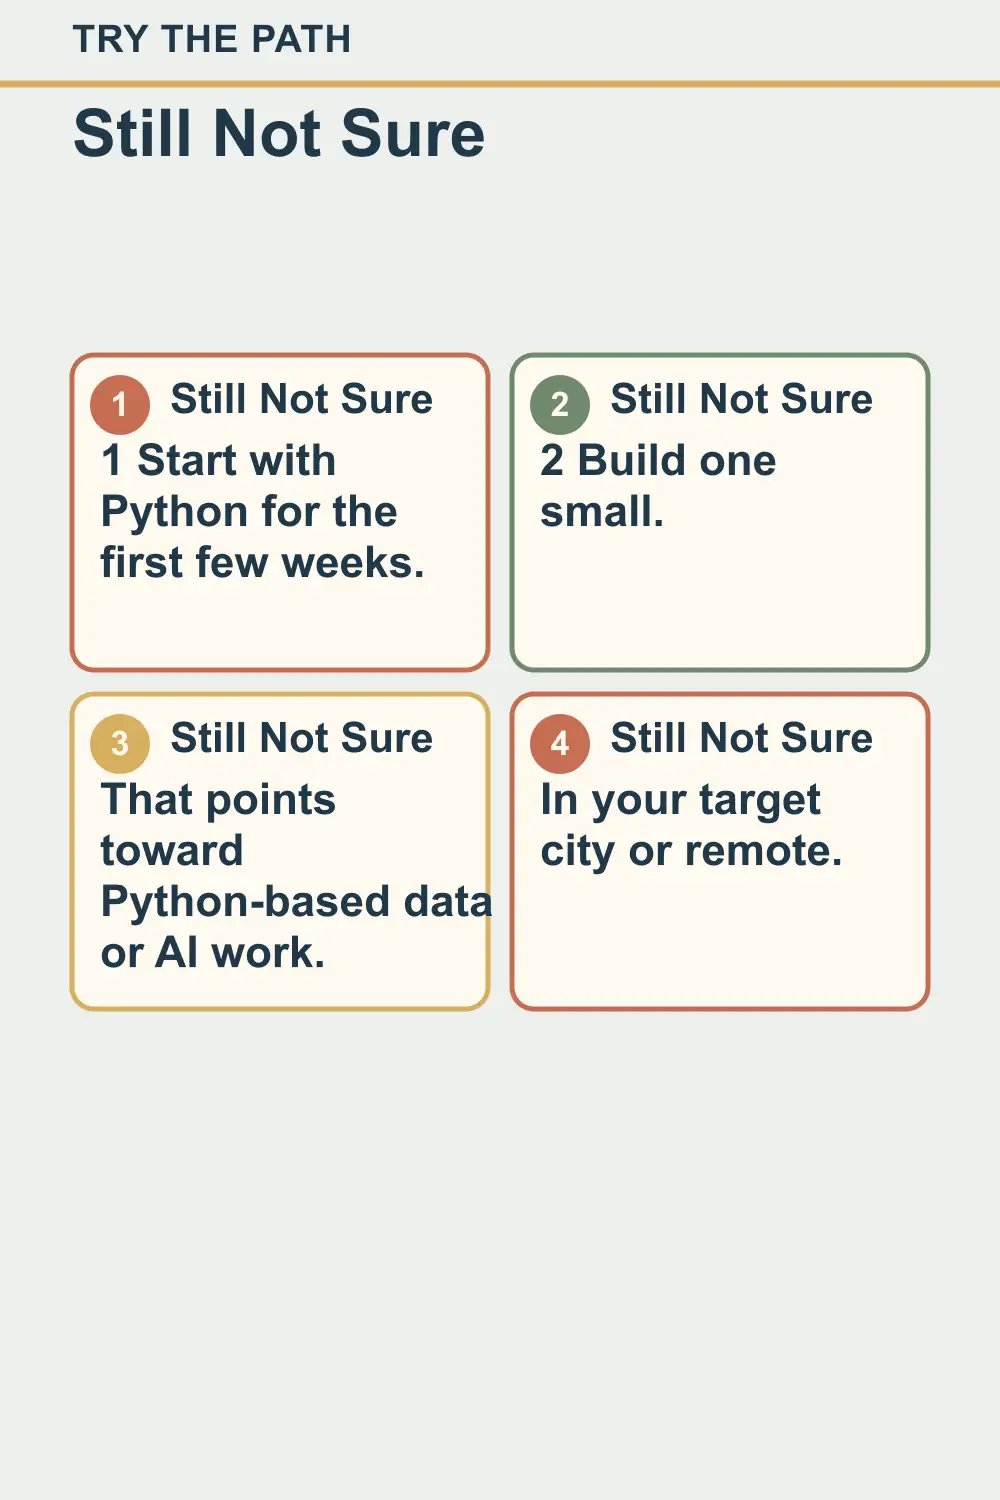 TRY THE PATH
Still Not Sure
1 Still Not Sure
1 Start with
Python for the
first few weeks.
2 Still Not Sure
2 Build one
small.
3 Still Not Sure
That points
toward
Python-based data
or AI work.
4 Still Not Sure
In your target
city or remote.